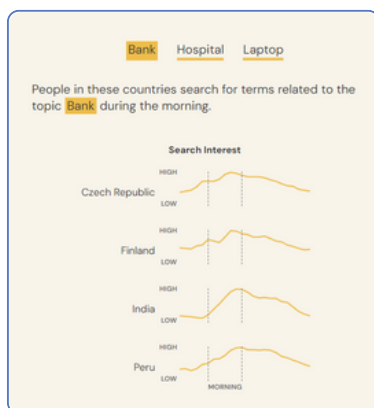 Bank Hospital Laptop
People in these countries search for terms related to the
topic Bank during the morning.
Search Interest
HIGH
Czech Republic
LOW
HIGH
Finland
LOW
HIGH
India
LOW
HIGH
Peru
LOW
MORNING